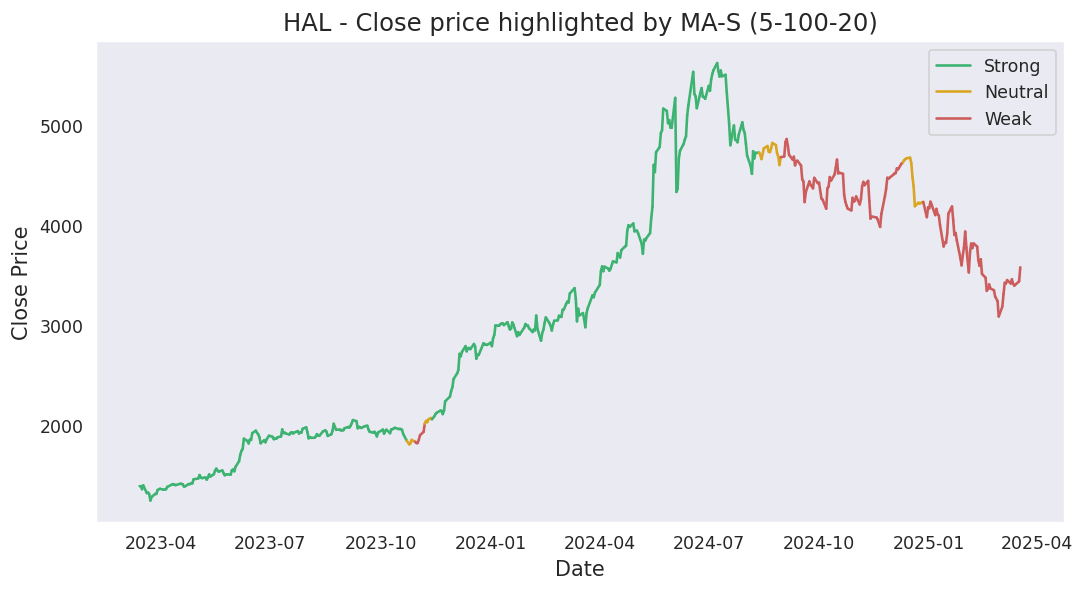 HAL - Close price highlighted by MA-S (5-100-20)
Strong
Neutral
Weak
Close Price
5000
4000
3000
2000
2023-04 2023-07 2023-10 2024-01 2024-04 2024-07 2024-10 2025-01 2025-04
Date